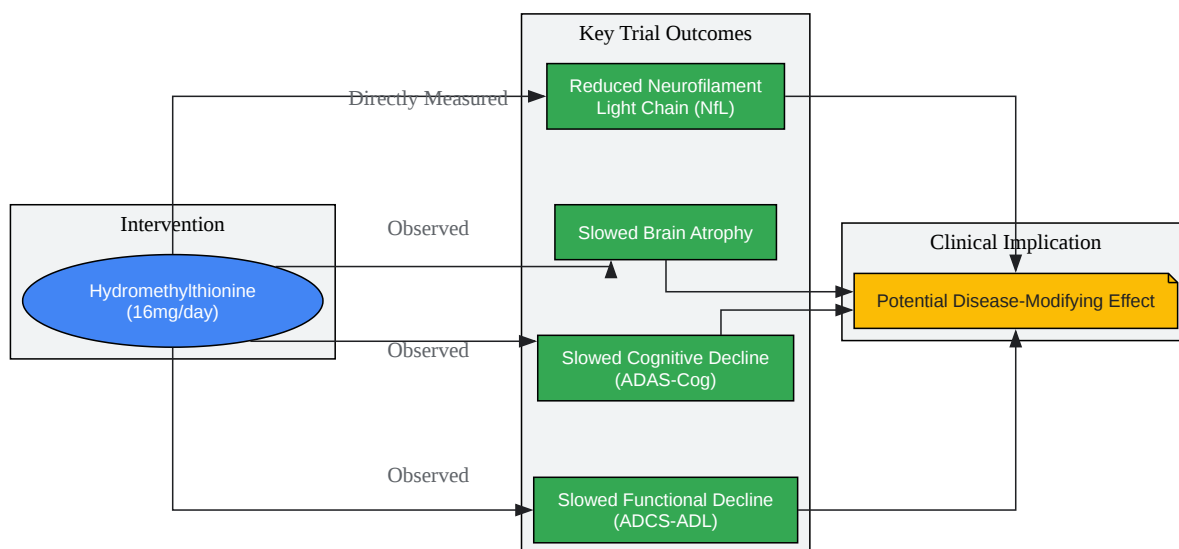 Key Trial Outcomes
Reduced Neurofilament
Light Chain (NfL)
Directly Measured
Intervention
Observed
Slowed Brain Atrophy
Clinical Implication
Hydromethylthionine
(16mg/day)
Potential Disease-Modifying Effect
Observed
Slowed Cognitive Decline
(ADAS-Cog)
Observed
Slowed Functional Decline
(ADCS-ADL)